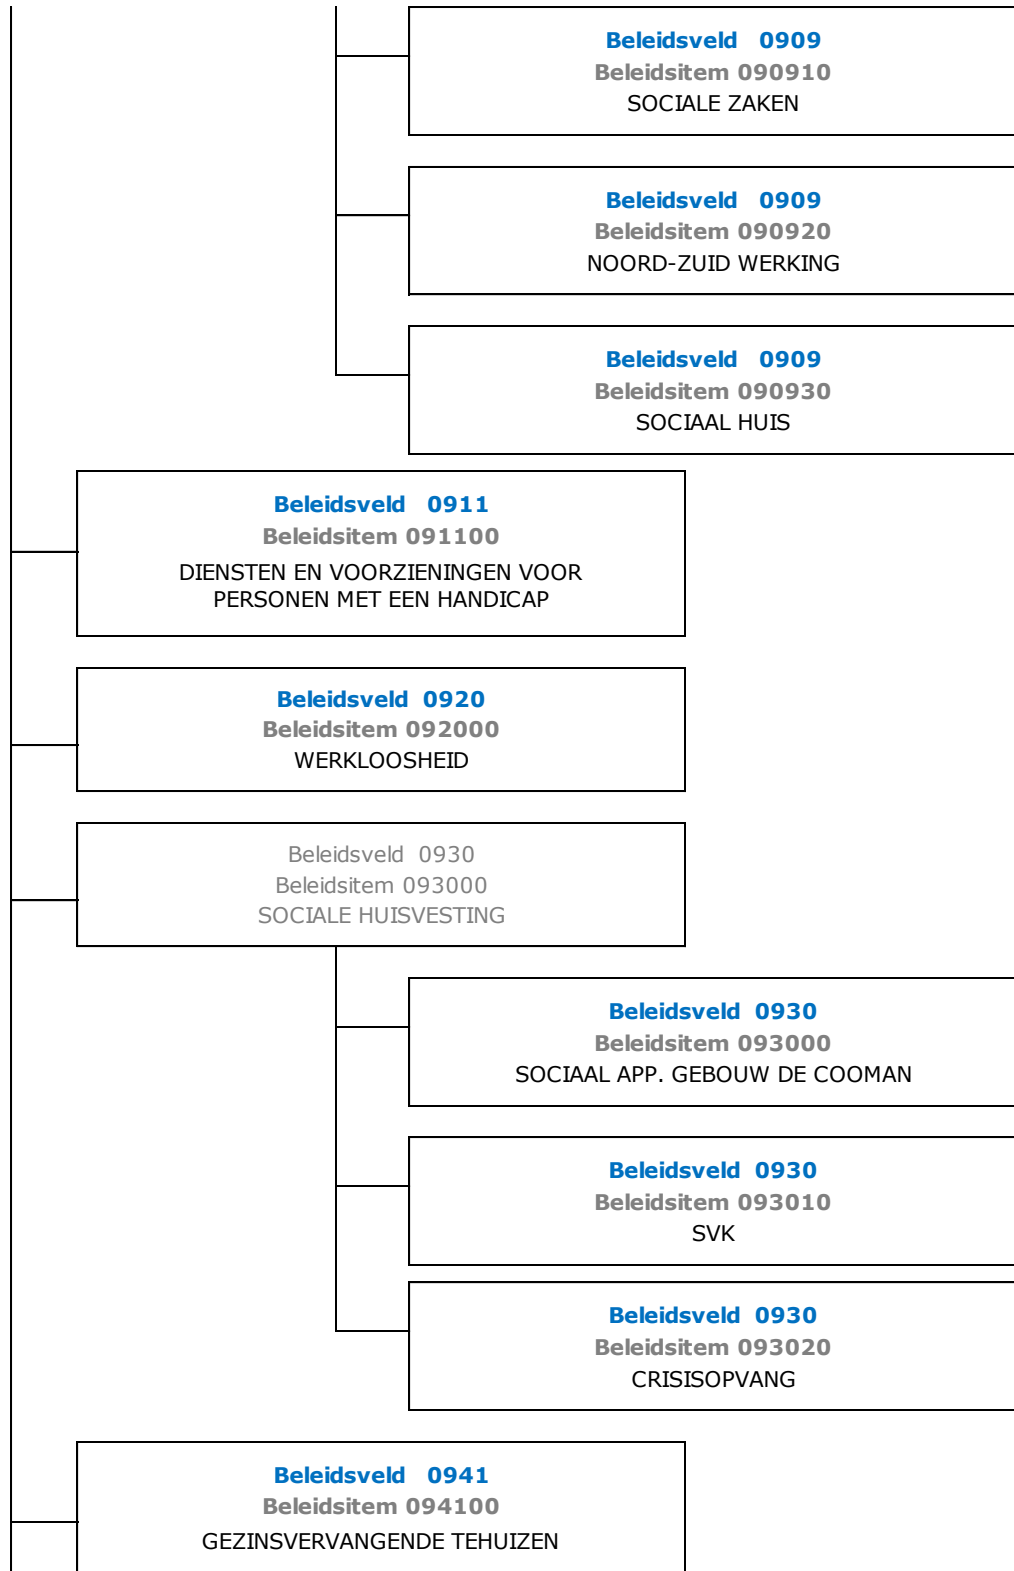 Beleidsveld 0909
Beleidsitem 090910
SOCIALE ZAKEN
Beleidsveld 0909
Beleidsitem 090920
NOORD-ZUID WERKING
Beleidsveld 0909
Beleidsitem 090930
SOCIAAL HUIS
Beleidsveld 0911
Beleidsitem 091100
DIENSTEN EN VOORZIENINGEN VOOR
PERSONEN MET EEN HANDICAP
Beleidsveld 0920
Beleidsitem 092000
WERKLOOSHEID
Beleidsveld 0930
Beleidsitem 093000
SOCIALE HUISVESTING
Beleidsveld 0930
Beleidsitem 093000
SOCIAAL APP. GEBOUW DE COOMAN
Beleidsveld 0930
Beleidsitem 093010
SVK
Beleidsveld 0930
Beleidsitem 093020
CRISISOPVANG
Beleidsveld 0941
Beleidsitem 094100
GEZINSVERVANGENDE TEHUIZEN